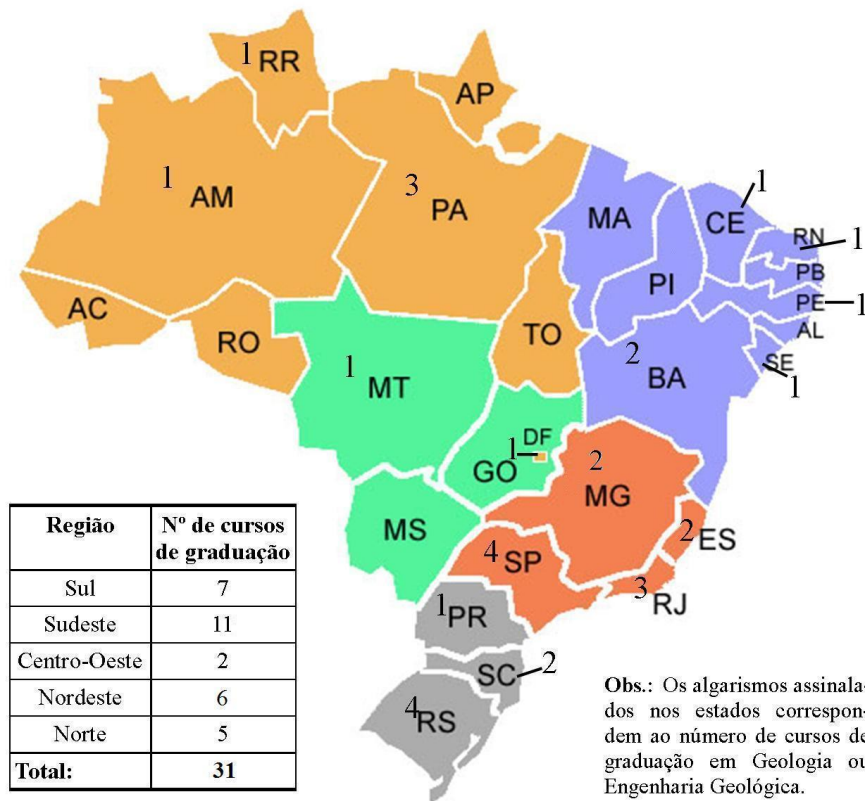 1 RR
AP
1 AM
3 PA
MA
CE 1
RN 1
PB
PI
PE 1
AL
AC
RO
TO
2 BA
SE 1
1 MT
DF 1
GO
2 MG
MS
2 ES
4 SP
3 RJ
1 PR
SC 2
4 RS
Região Nº de cursos de graduação
Sul 7
Sudeste 11
Centro-Oeste 2
Nordeste 6
Norte 5
Total: 31
Obs.: Os algarismos assinala-
dos nos estados correspon-
dem ao número de cursos de
graduação em Geologia ou
Engenharia Geológica.